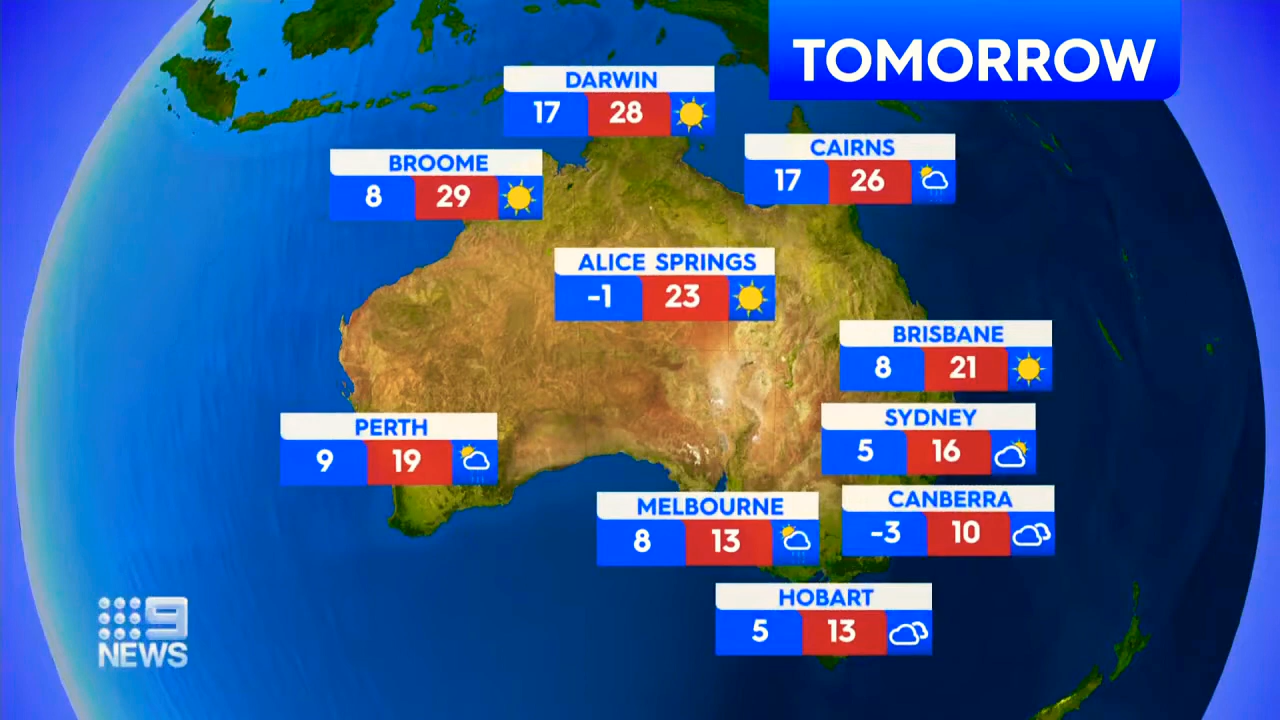 TOMORROW
DARWIN
17 28
BROOME
8 29
CAIRNS
17 26
ALICE SPRINGS
-1 23
BRISBANE
8 21
PERTH
9 19
SYDNEY
5 16
MELBOURNE
8 13
CANBERRA
-3 10
HOBART
5 13
9
NEWS